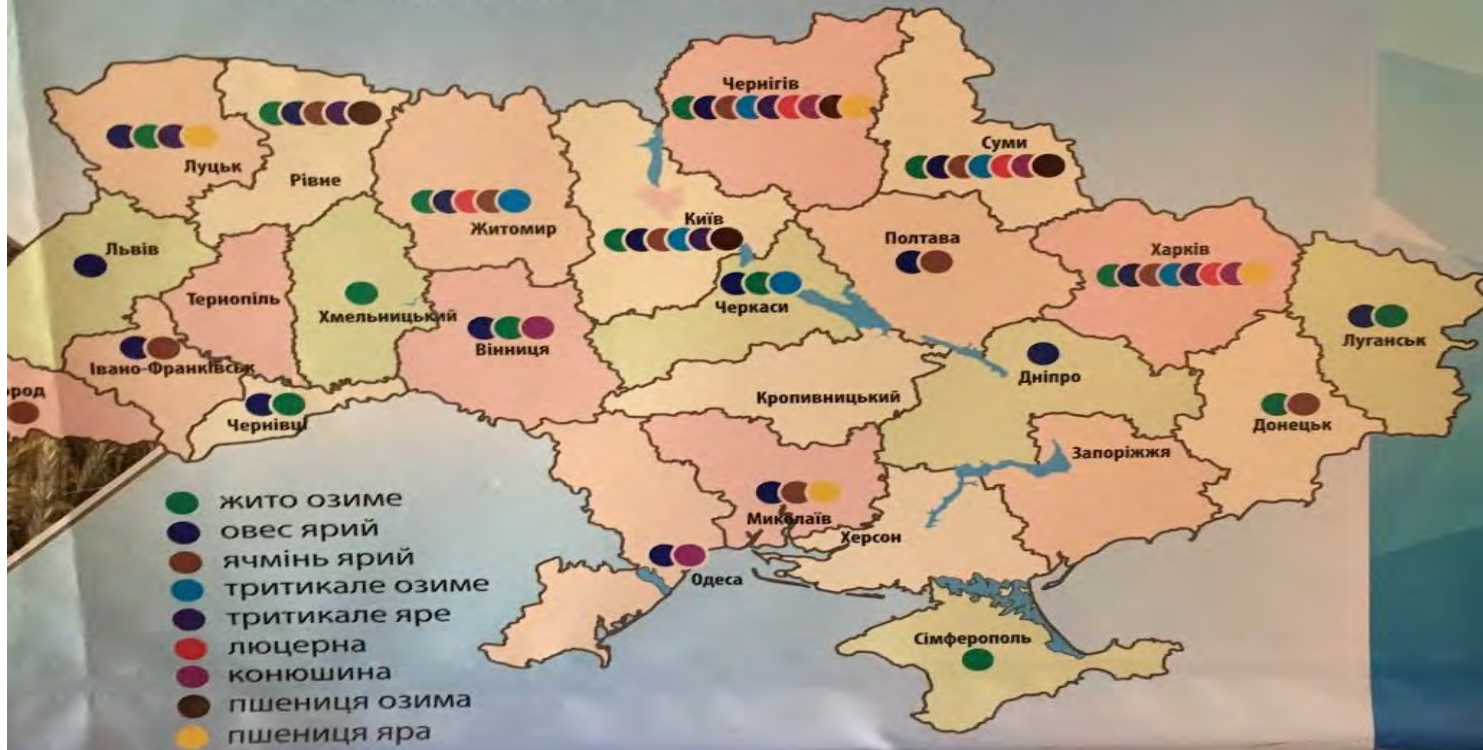 Чернігів
Суми
Луцьк
Рівне
Житомир
Київ
Полтава
Харків
Львів
Тернопіль
Хмельницький
Черкаси
Луганськ
Вінниця
Івано-Франківськ
Дніпро
ород
Чернівці
Кропивницький
Донецьк
Запоріжжя
Миколаїв
Херсон
Одеса
Сімферополь
жито озиме
овес ярий
ячмінь ярий
тритикале озиме
тритикале яре
люцерна
конюшина
пшениця озима
пшениця яра